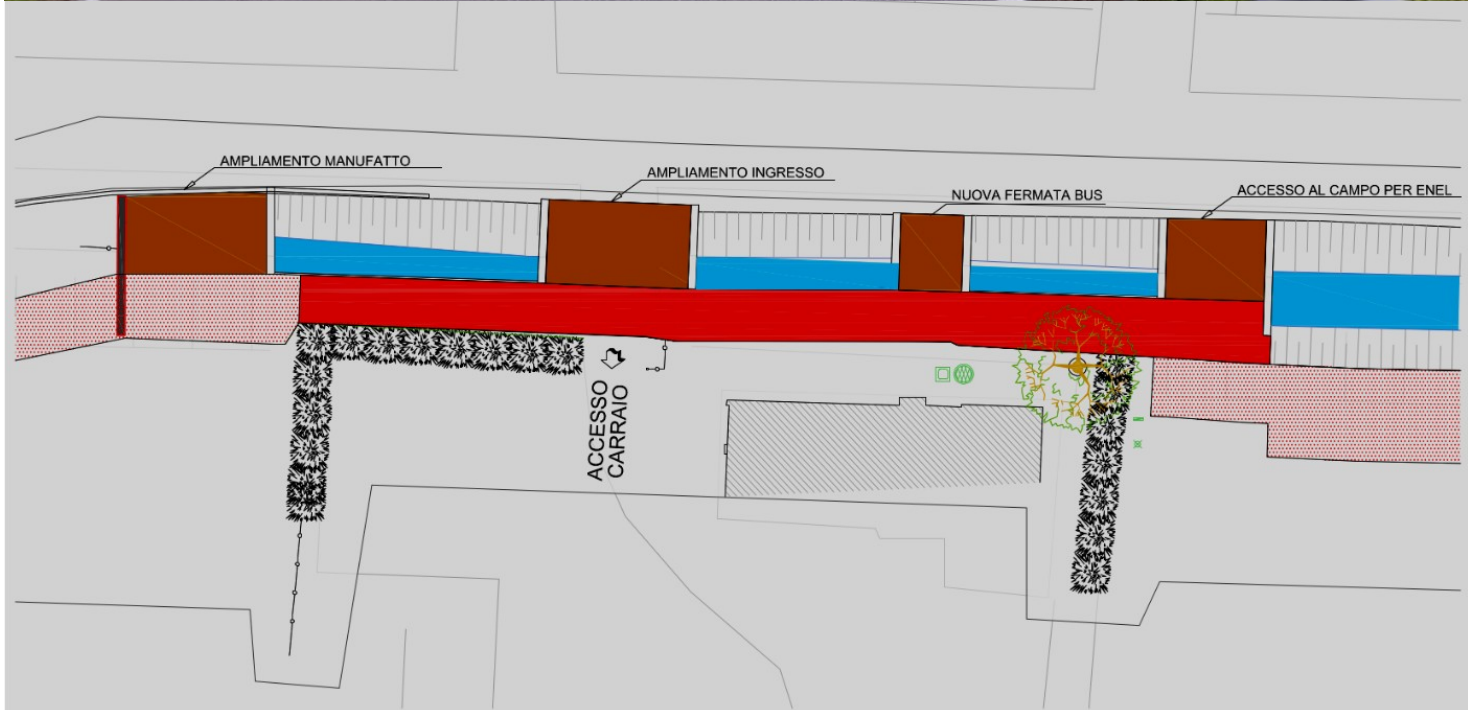 AMPLIAMENTO MANUFATTO
AMPLIAMENTO INGRESSO
NUOVA FERMATA BUS
ACCESSO AL CAMPO PER ENEL
ACCESSO
CARRAIO